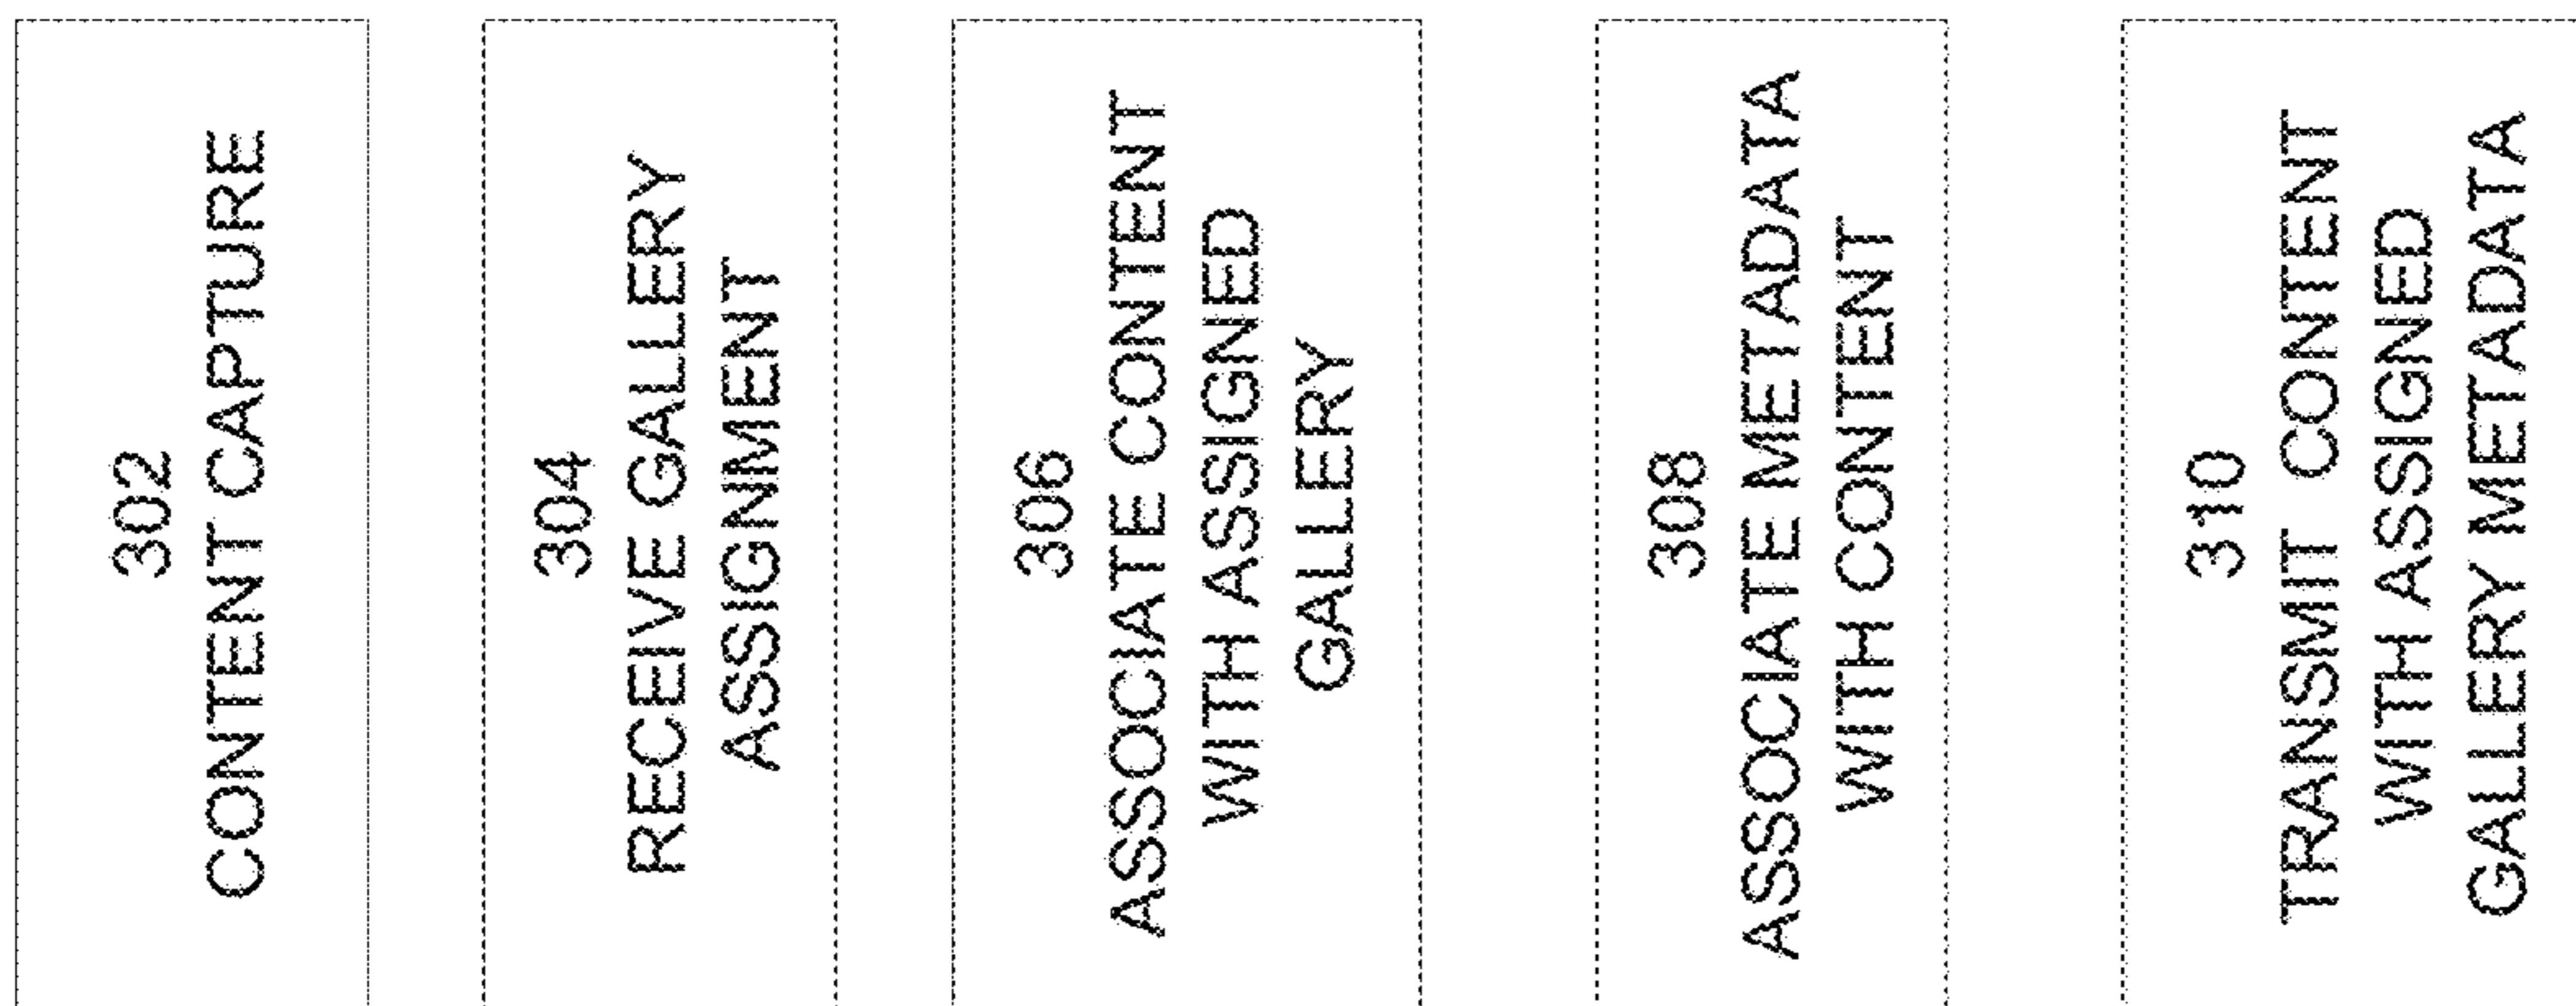 302
CONTENT CAPTURE
304
RECEIVE GALLERY
ASSIGNMENT
306
ASSOCIATE CONTENT
WITH ASSIGNED
GALLERY
308
ASSOCIATE METADATA
WITH CONTENT
310
TRANSMIT CONTENT
WITH ASSIGNED
GALLERY METADATA